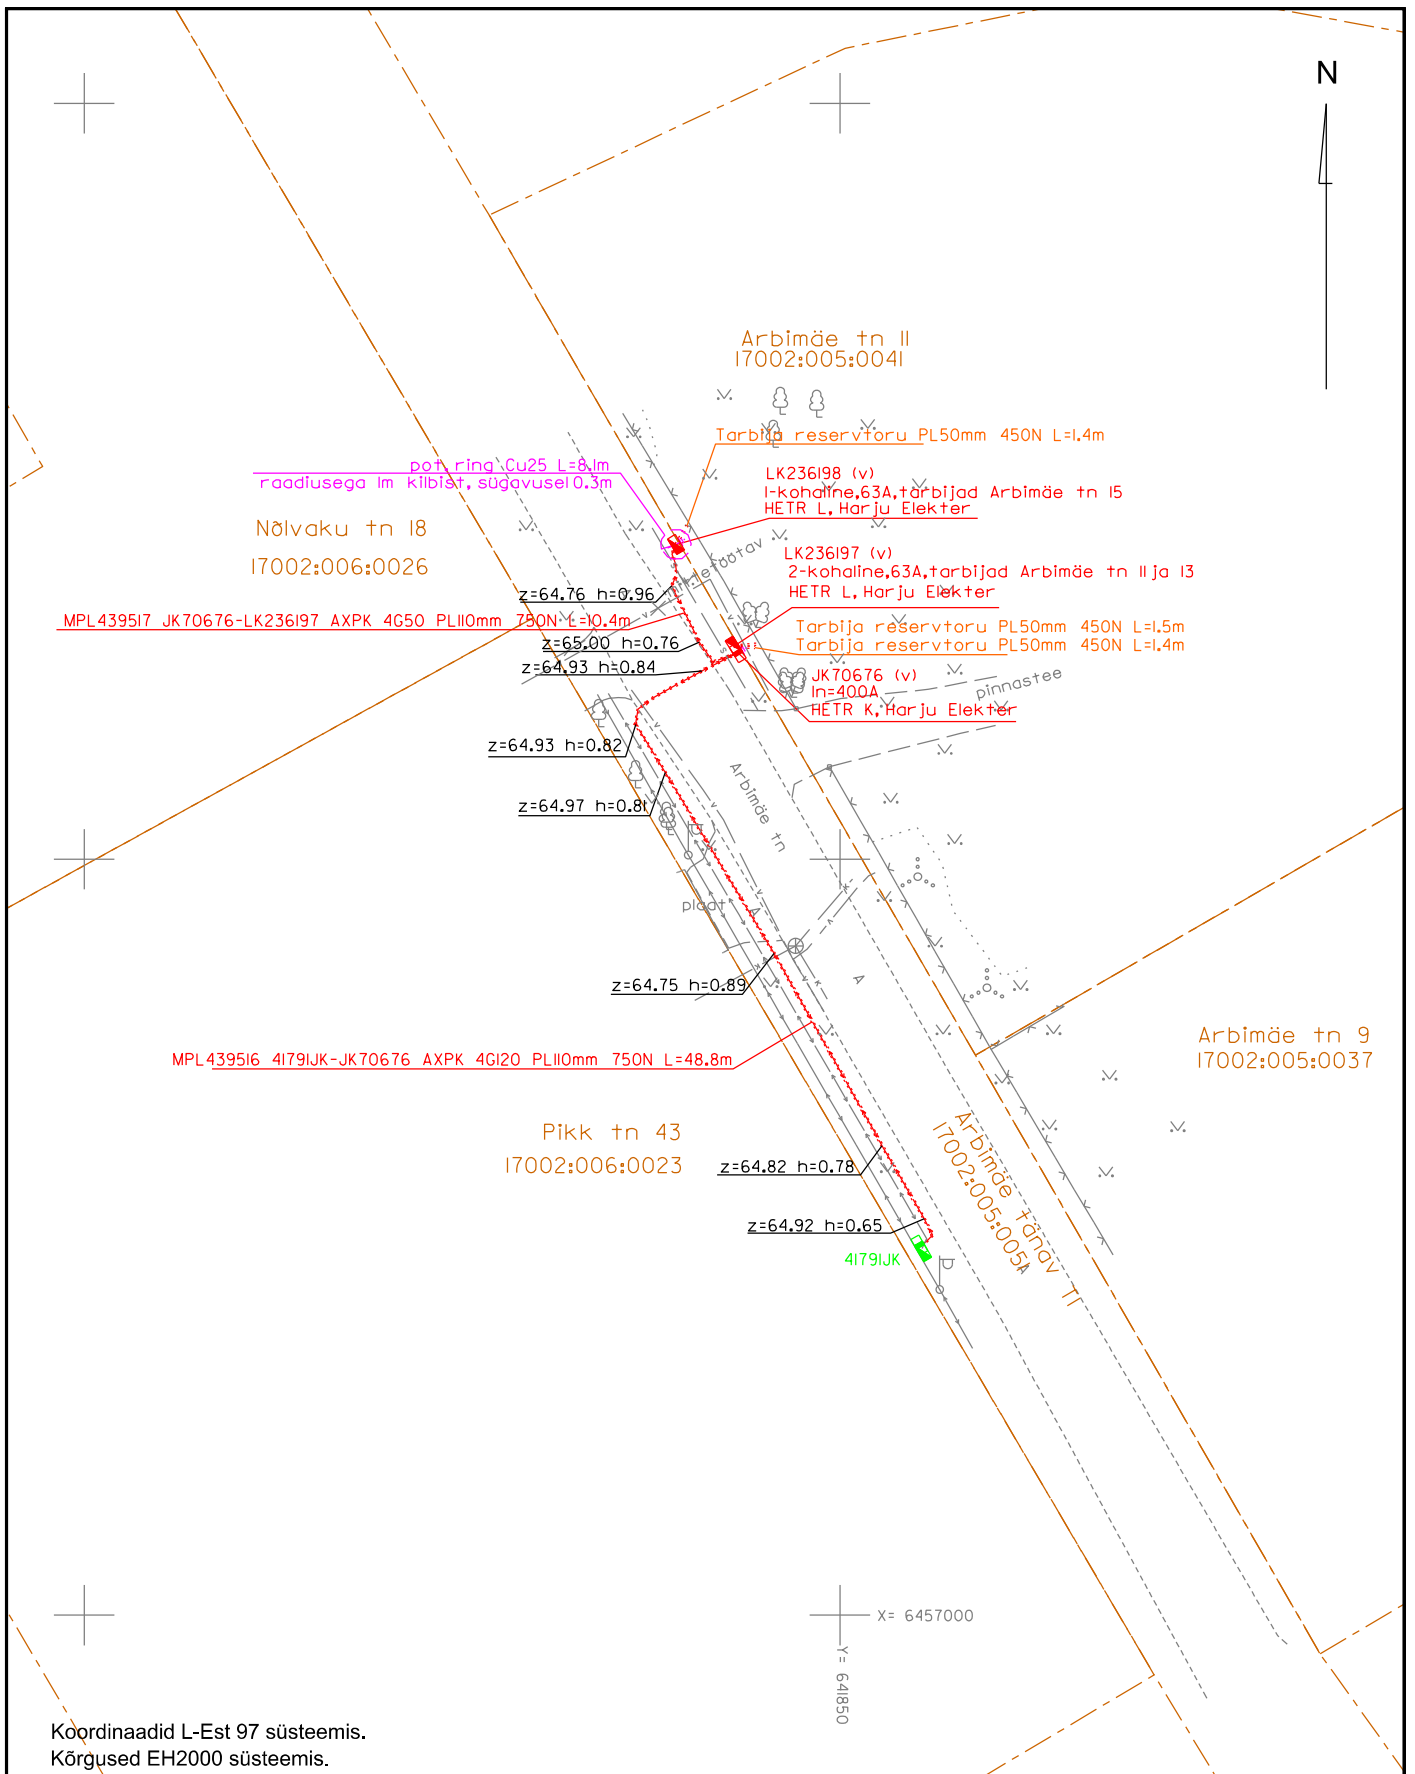 N
Arbimäe tn 11
17002:005:0041
Tarbija reservtoru PL50mm 450N L=1.4m
pot. ring Cu25 L=8.1m
raadiusega 1m kilbist, sügavusel 0.3m
LK236198 (v)
1-kohaline,63A,tarbijad Arbimäe tn 15
HETR L, Harju Elekter
Nõlvaku tn 18
17002:006:0026
LK236197 (v)
2-kohaline,63A,tarbijad Arbimäe tn 11 ja 13
HETR L, Harju Elekter
z=64.76 h=0.96
MPL439517 JK70676-LK236197 AXPK 4G50 PL110mm 750N L=10.4m
Tarbija reservtoru PL50mm 450N L=1.5m
Tarbija reservtoru PL50mm 450N L=1.4m
z=65.00 h=0.76
z=64.93 h=0.84
JK70676 (v)
In=400A
HETR K, Harju Elekter
pinnastee
z=64.93 h=0.82
z=64.97 h=0.81
Arbimäe tn
plaat
A
A
z=64.75 h=0.89
MPL439516 41791JK-JK70676 AXPK 4G120 PL110mm 750N L=48.8m
Arbimäe tn 9
17002:005:0037
Pikk tn 43
17002:006:0023
z=64.82 h=0.78
Arbimäe tänav T1
17002:005:005A
z=64.92 h=0.65
41791JK
X= 6457000
Y= 641850
Koordinaadid L-Est 97 süsteemis.
Kõrgused EH2000 süsteemis.